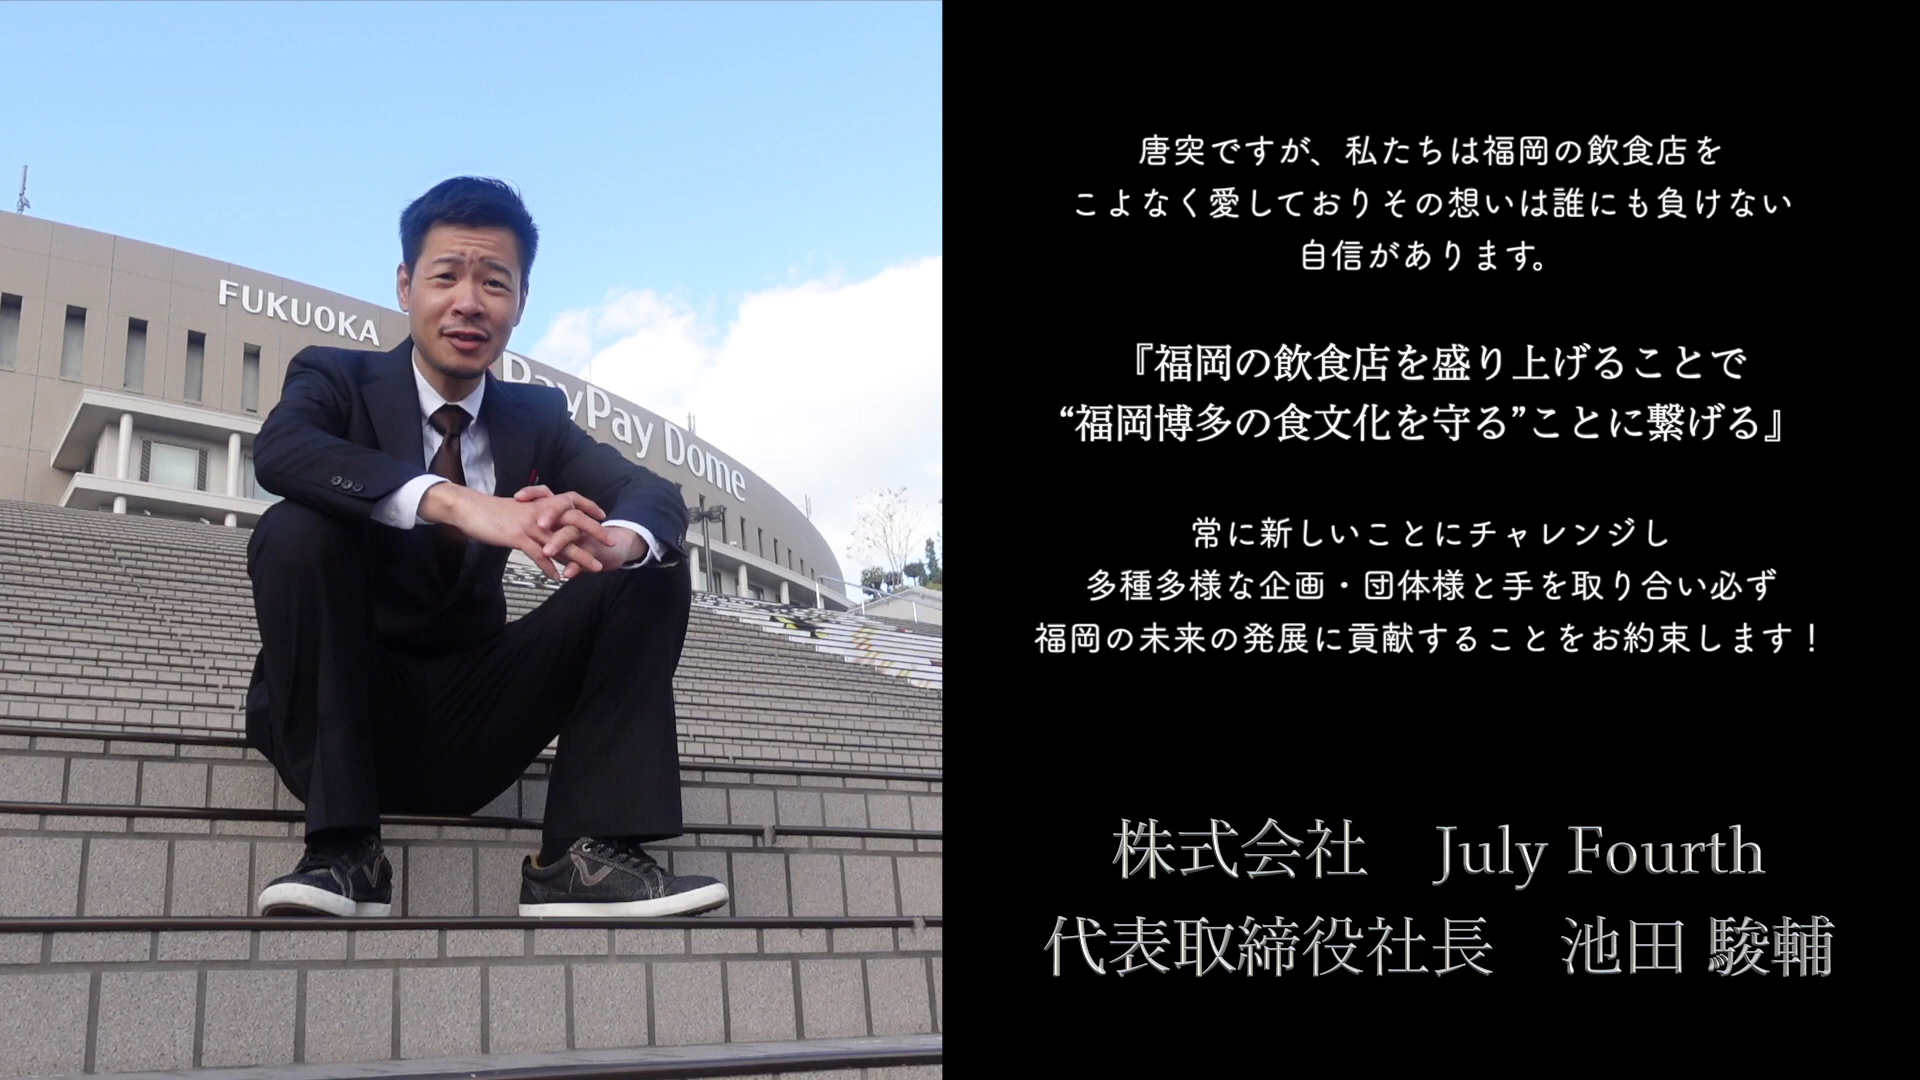 FUKUOKA
PayPay Dome
唐突ですが、私たちは福岡の飲食店を
こよなく愛しておりその想いは誰にも負けない
自信があります。
『福岡の飲食店を盛り上げることで
“福岡博多の食文化を守る”ことに繋げる』
常に新しいことにチャレンジし
多種多様な企画・団体様と手を取り合い必ず
福岡の未来の発展に貢献することをお約束します！
株式会社　July Fourth
代表取締役社長　池田 駿輔